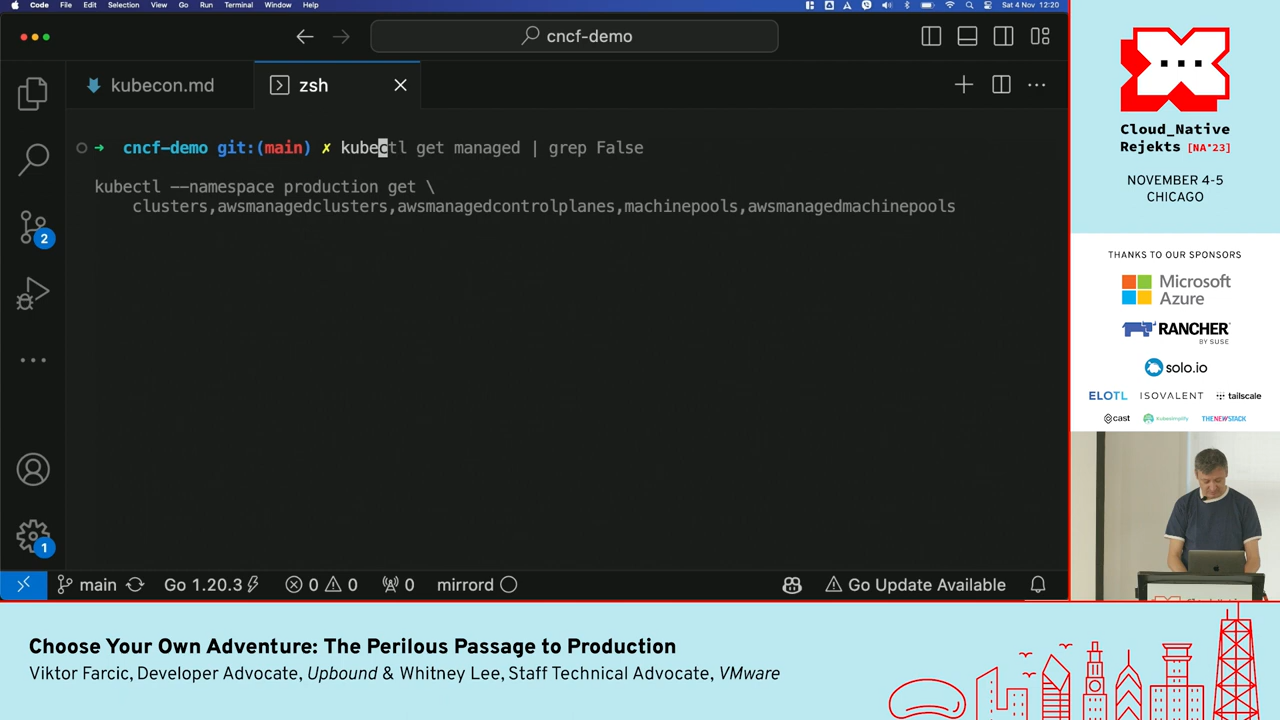 Code File Edit Selection View Go Run Terminal Window Help
Sat 4 Nov 12:20
cncf-demo
kubecon.md
zsh
➜ cncf-demo git:(main) ✗ kubectl get managed | grep False
kubectl --namespace production get \
clusters,awsmanagedclusters,awsmanagedcontrolplanes,machinepools,awsmanagedmachinepools
2
1
main Go 1.20.3 0 0 0 mirrord Go Update Available
Cloud_Native
Rejekts [NA'23]
NOVEMBER 4-5
CHICAGO
THANKS TO OUR SPONSORS
Microsoft
Azure
RANCHER
BY SUSE
solo.io
ELOTL ISOVALENT tailscale
cast Kubesimplify THENEWSTACK
Choose Your Own Adventure: The Perilous Passage to Production
Viktor Farcic, Developer Advocate, Upbound & Whitney Lee, Staff Technical Advocate, VMware